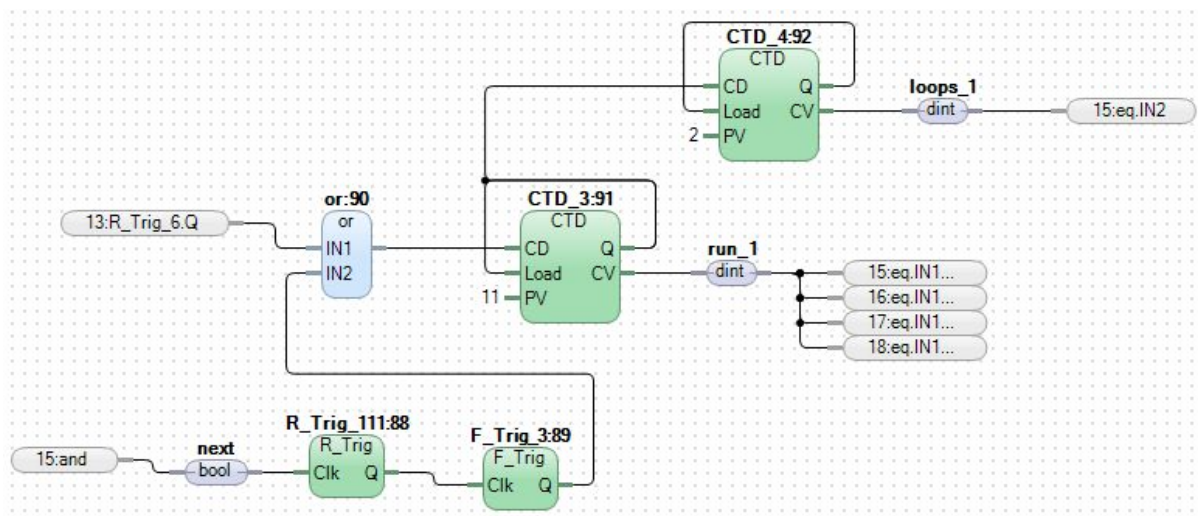 CTD_4:92
CTD
CD Q
Load CV
2 PV
loops_1
dint
15:eq.IN2
or:90
or
IN1
IN2
13:R_Trig_6.Q
CTD_3:91
CTD
CD Q
Load CV
11 PV
run_1
dint
15:eq.IN1...
16:eq.IN1...
17:eq.IN1...
18:eq.IN1...
R_Trig_111:88
R_Trig
Clk Q
F_Trig_3:89
F_Trig
Clk Q
15:and
next
bool